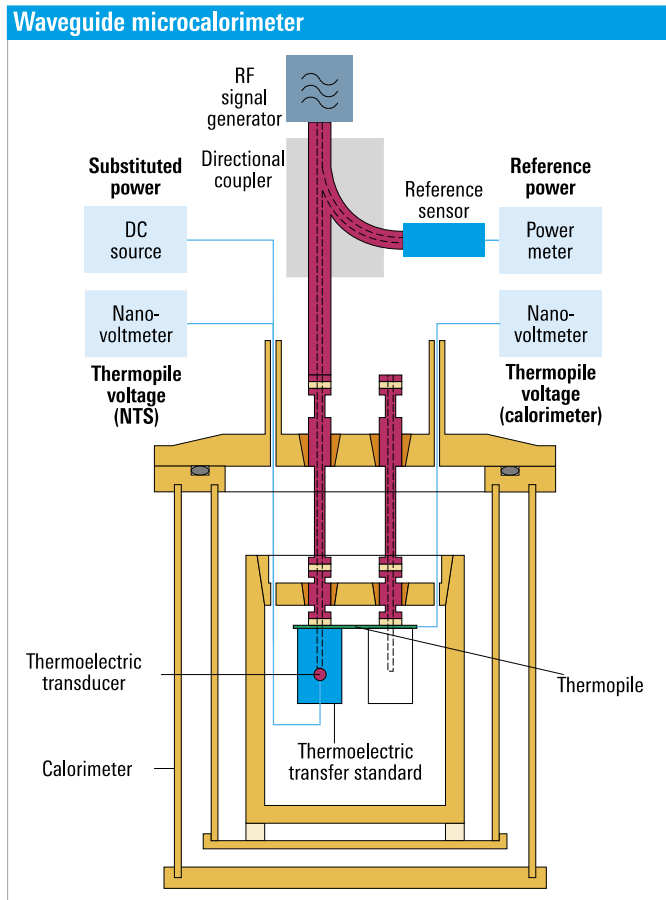 Waveguide microcalorimeter
RF
signal
generator
Directional
coupler
Substituted
power
DC
source
Nano-
voltmeter
Thermopile
voltage
(NTS)
Reference
sensor
Reference
power
Power
meter
Nano-
voltmeter
Thermopile
voltage
(calorimeter)
Thermoelectric
transducer
Thermopile
Thermoelectric
transfer standard
Calorimeter